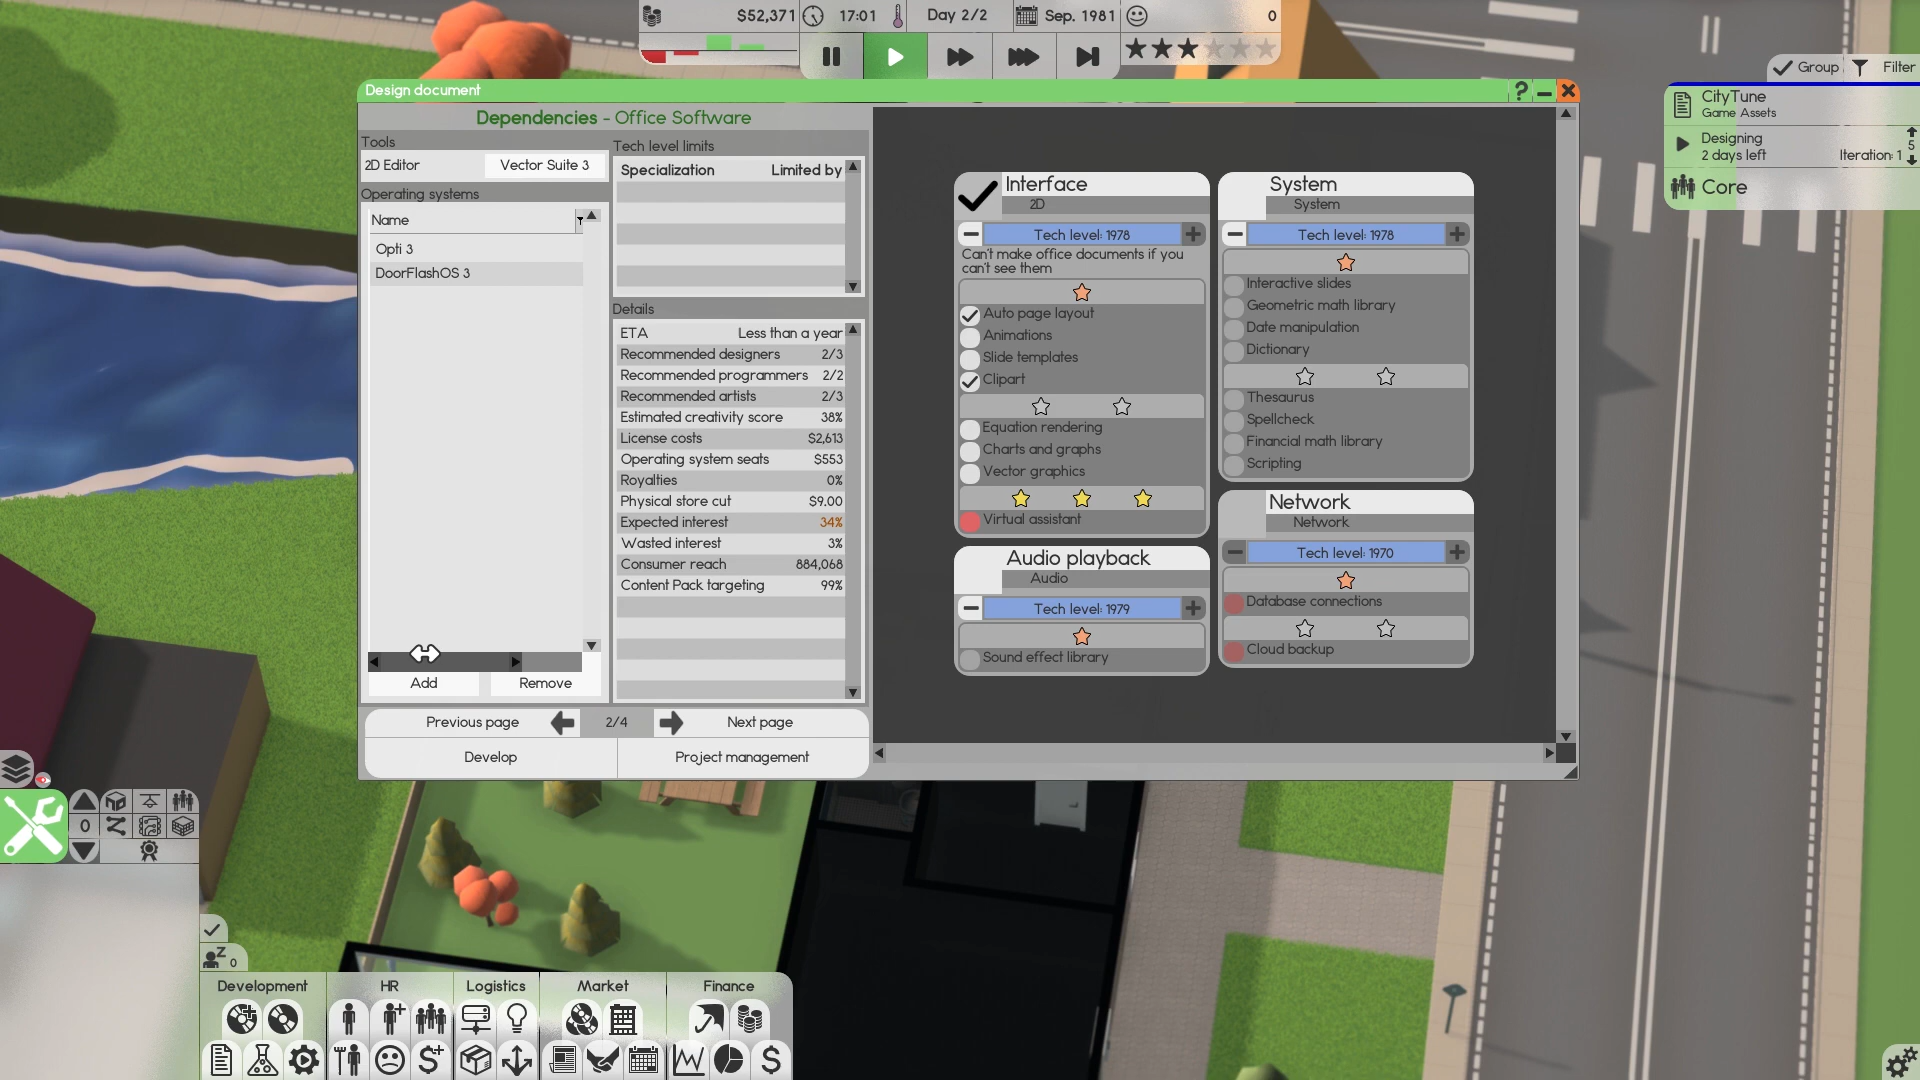 $52,371
17:01
Day 2/2
Sep. 1981
0
Group
Filter
Design document
?
CityTune
Game Assets
Designing
2 days left
Iteration: 1
5
Core
Dependencies - Office Software
Tools
2D Editor
Vector Suite 3
Operating systems
Name
Opti 3
DoorFlashOS 3
Add
Remove
Tech level limits
Specialization
Limited by
Details
ETA Less than a year
Recommended designers 2/3
Recommended programmers 2/2
Recommended artists 2/3
Estimated creativity score 38%
License costs $2,613
Operating system seats $553
Royalties 0%
Physical store cut $9.00
Expected interest 34%
Wasted interest 3%
Consumer reach 884,068
Content Pack targeting 99%
Previous page
2/4
Next page
Develop
Project management
Interface
2D
Tech level: 1978
Can't make office documents if you
can't see them
Auto page layout
Animations
Slide templates
Clipart
Equation rendering
Charts and graphs
Vector graphics
Virtual assistant
Audio playback
Audio
Tech level: 1979
Sound effect library
System
System
Tech level: 1978
Interactive slides
Geometric math library
Date manipulation
Dictionary
Thesaurus
Spellcheck
Financial math library
Scripting
Network
Network
Tech level: 1970
Database connections
Cloud backup
0
Z
0
Development
HR
Logistics
Market
Finance